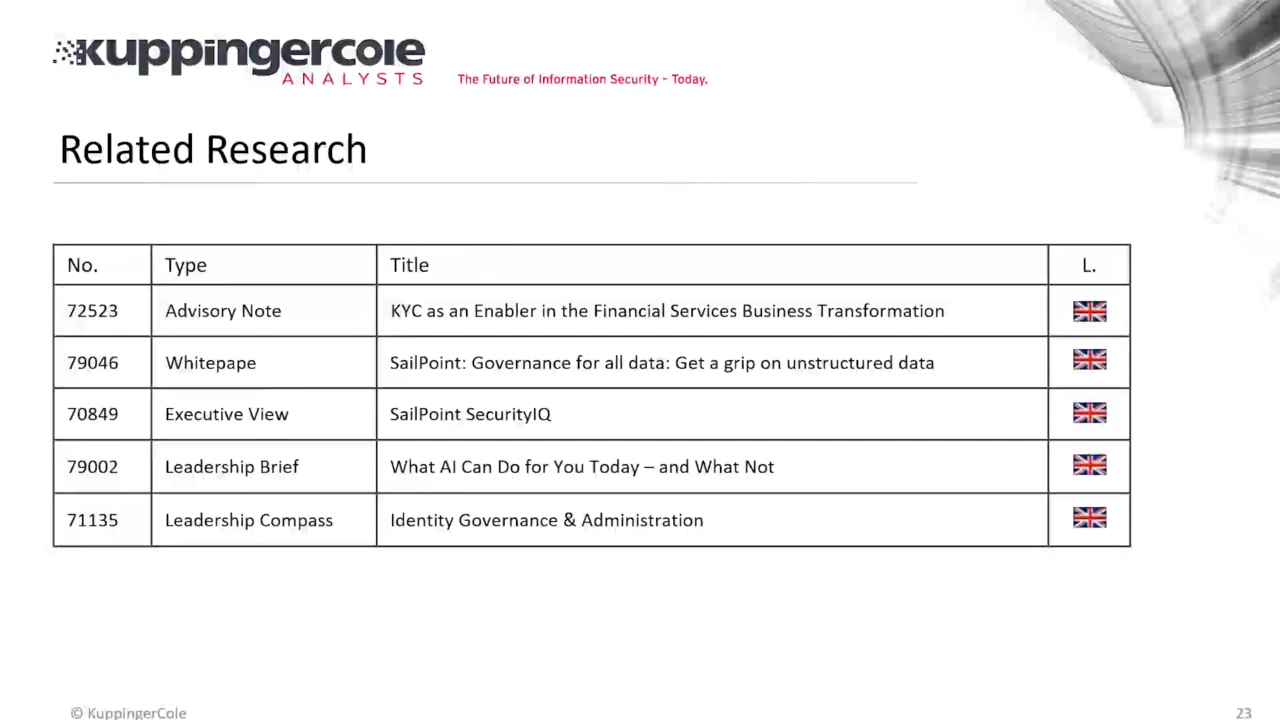 kuppingercole
ANALYSTS
The Future of Information Security - Today.
Related Research
No. Type Title L.
72523 Advisory Note KYC as an Enabler in the Financial Services Business Transformation
79046 Whitepape SailPoint: Governance for all data: Get a grip on unstructured data
70849 Executive View SailPoint SecurityIQ
79002 Leadership Brief What AI Can Do for You Today – and What Not
71135 Leadership Compass Identity Governance & Administration
© KuppingerCole 23